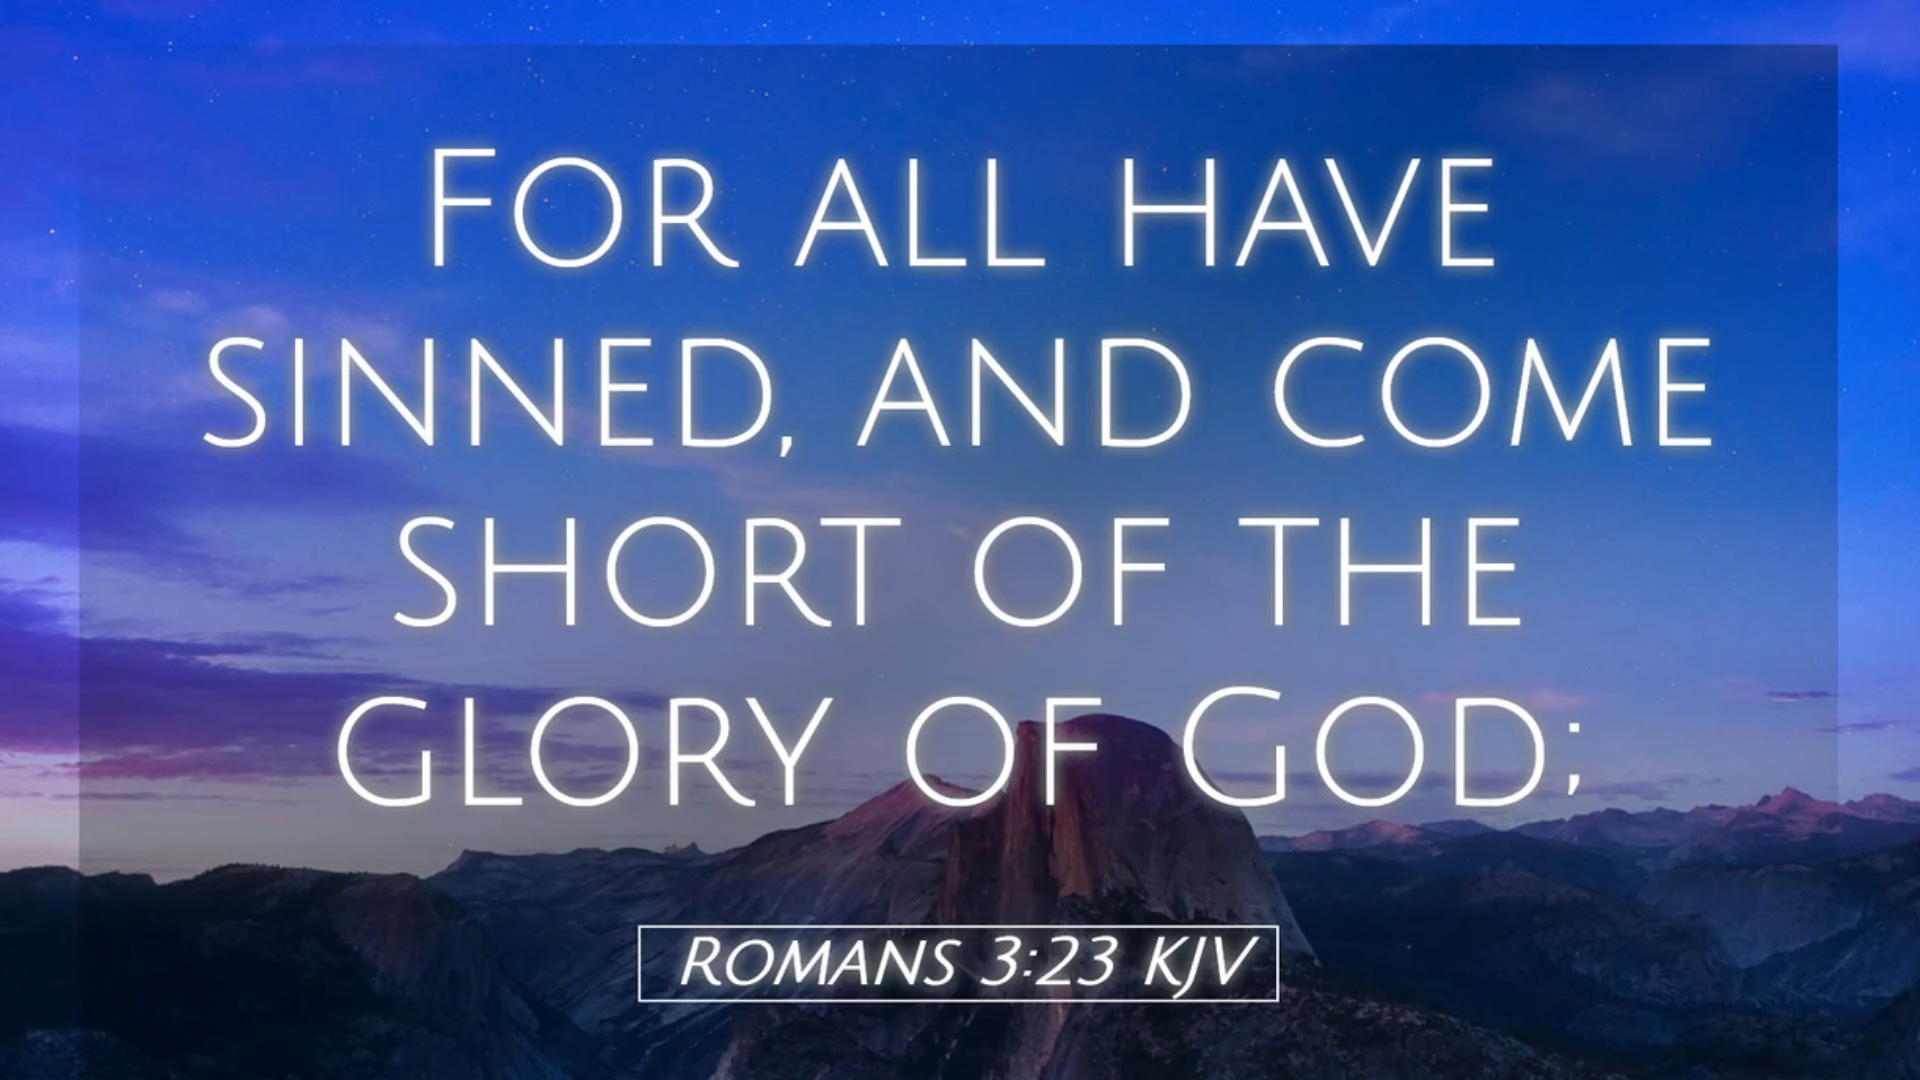 For all have
sinned, and come
short of the
glory of God;
Romans 3:23 KJV